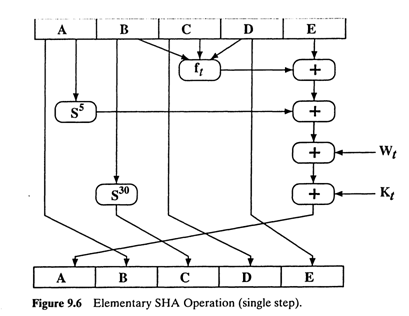 A B C D E
f_t +
S^5 +
+ W_t
S^30 + K_t
A B C D E
Figure 9.6 Elementary SHA Operation (single step).